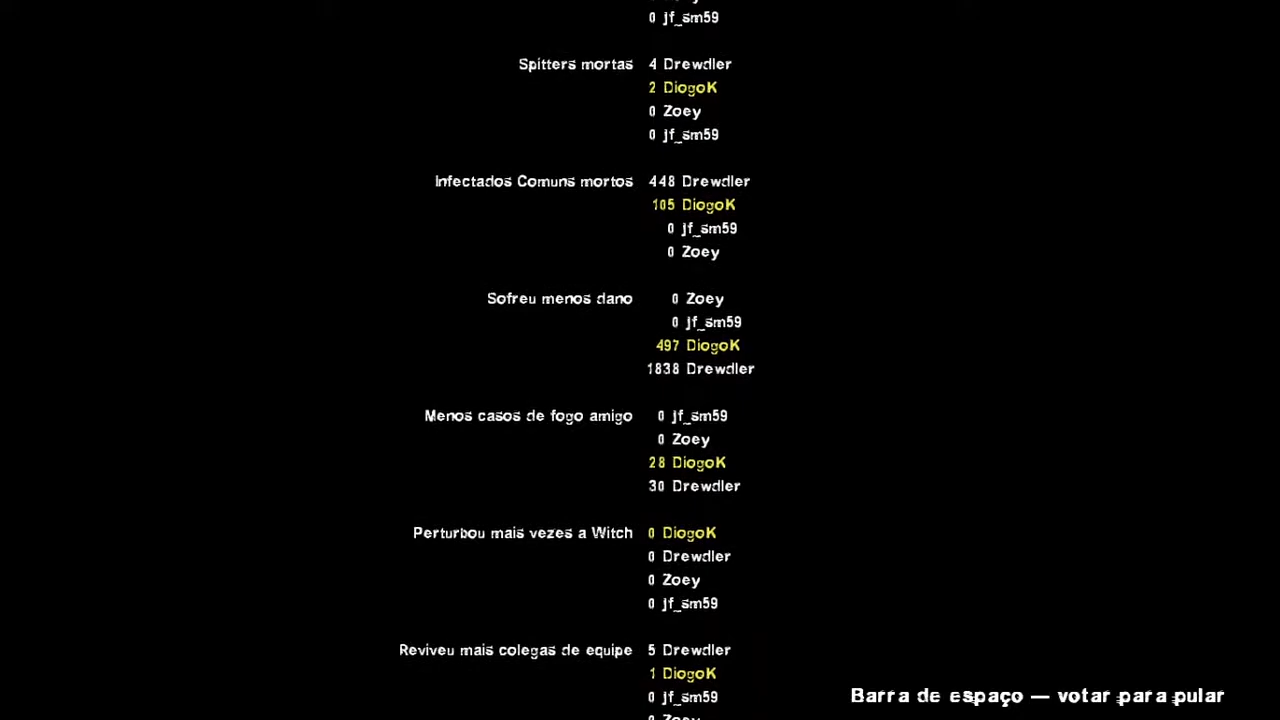 0 jf_sm59
Spitters mortas 4 Drewdler
2 DiogoK
0 Zoey
0 jf_sm59
Infectados Comuns mortos 448 Drewdler
105 DiogoK
0 jf_sm59
0 Zoey
Sofreu menos dano 0 Zoey
0 jf_sm59
497 DiogoK
1838 Drewdler
Menos casos de fogo amigo 0 jf_sm59
0 Zoey
28 DiogoK
30 Drewdler
Perturbou mais vezes a Witch 0 DiogoK
0 Drewdler
0 Zoey
0 jf_sm59
Reviveu mais colegas de equipe 5 Drewdler
1 DiogoK
0 jf_sm59
0 Zoey
Barra de espaço — votar para pular